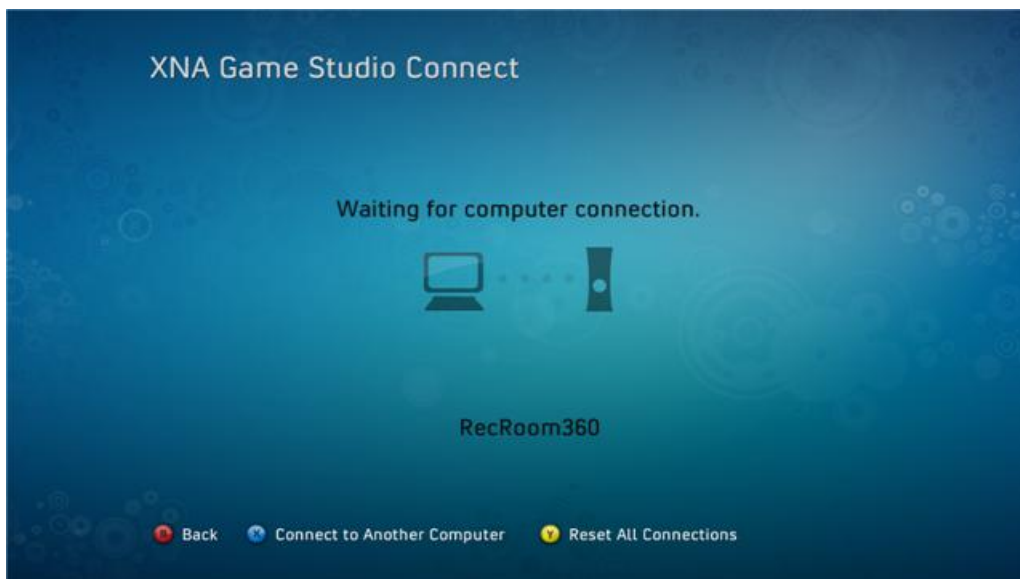 XNA Game Studio Connect
Waiting for computer connection.
RecRoom360
B Back X Connect to Another Computer Y Reset All Connections